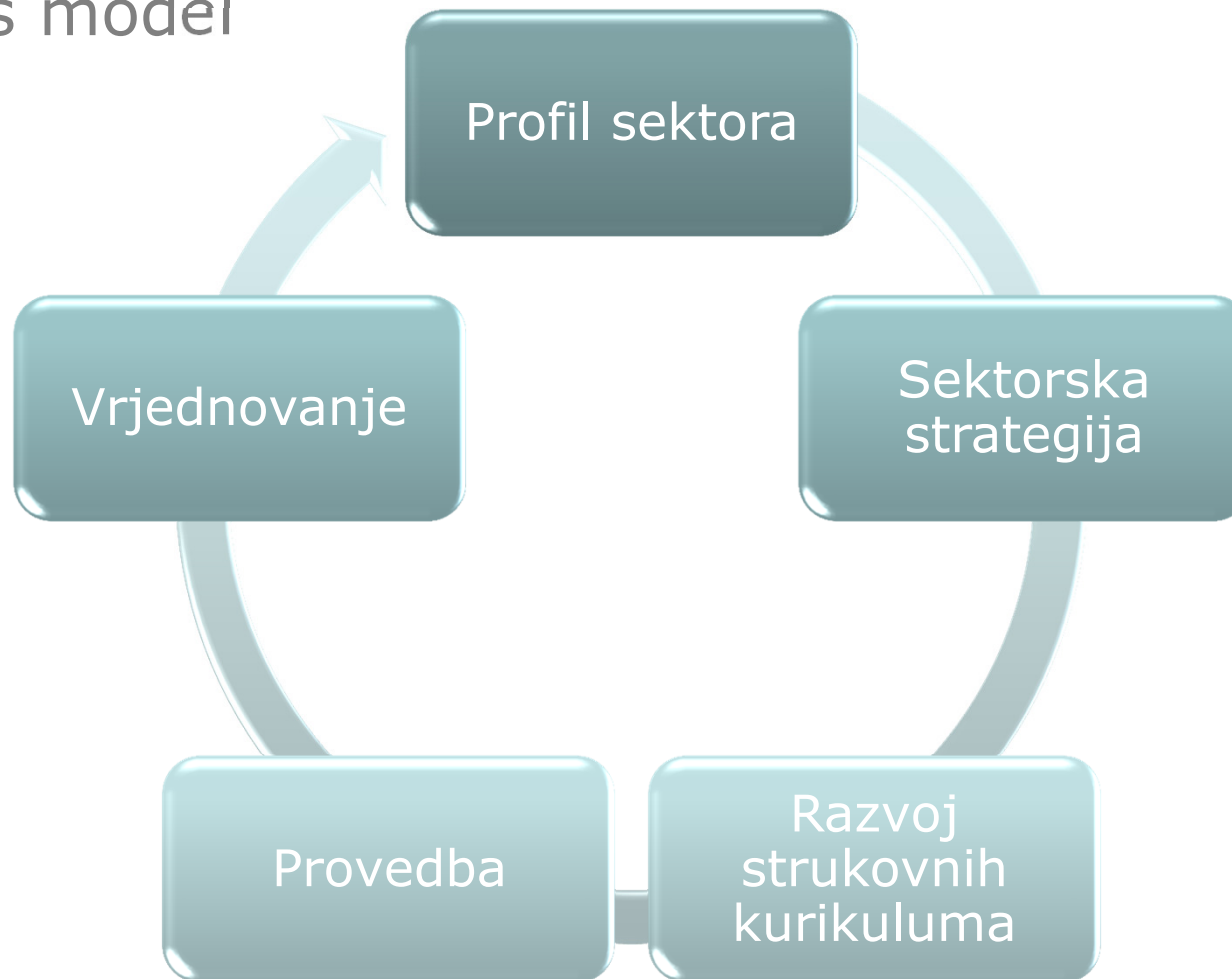 s model
Profil sektora
Sektorska
strategija
Razvoj
strukovnih
kurikuluma
Provedba
Vrjednovanje